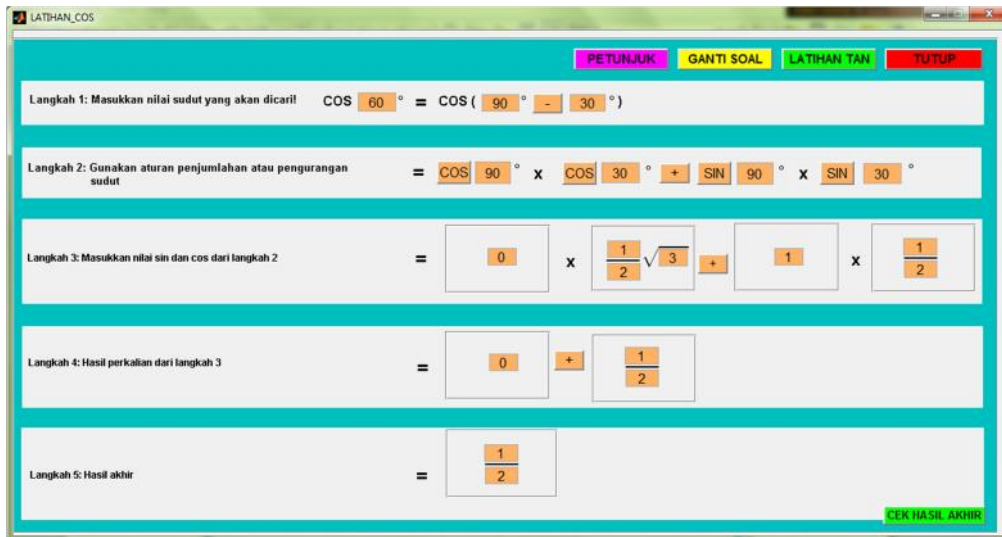 LATIHAN_COS
PETUNJUK GANTI SOAL LATIHAN TAN TUTUP
Langkah 1: Masukkan nilai sudut yang akan dicari! COS 60 ° = COS ( 90 ° - 30 ° )
Langkah 2: Gunakan aturan penjumlahan atau pengurangan
sudut
= COS 90 ° x COS 30 ° + SIN 90 ° x SIN 30 °
Langkah 3: Masukkan nilai sin dan cos dari langkah 2 = 0 x 1/2 √3 + 1 x 1/2
Langkah 4: Hasil perkalian dari langkah 3 = 0 + 1/2
Langkah 5: Hasil akhir = 1/2
CEK HASIL AKHIR